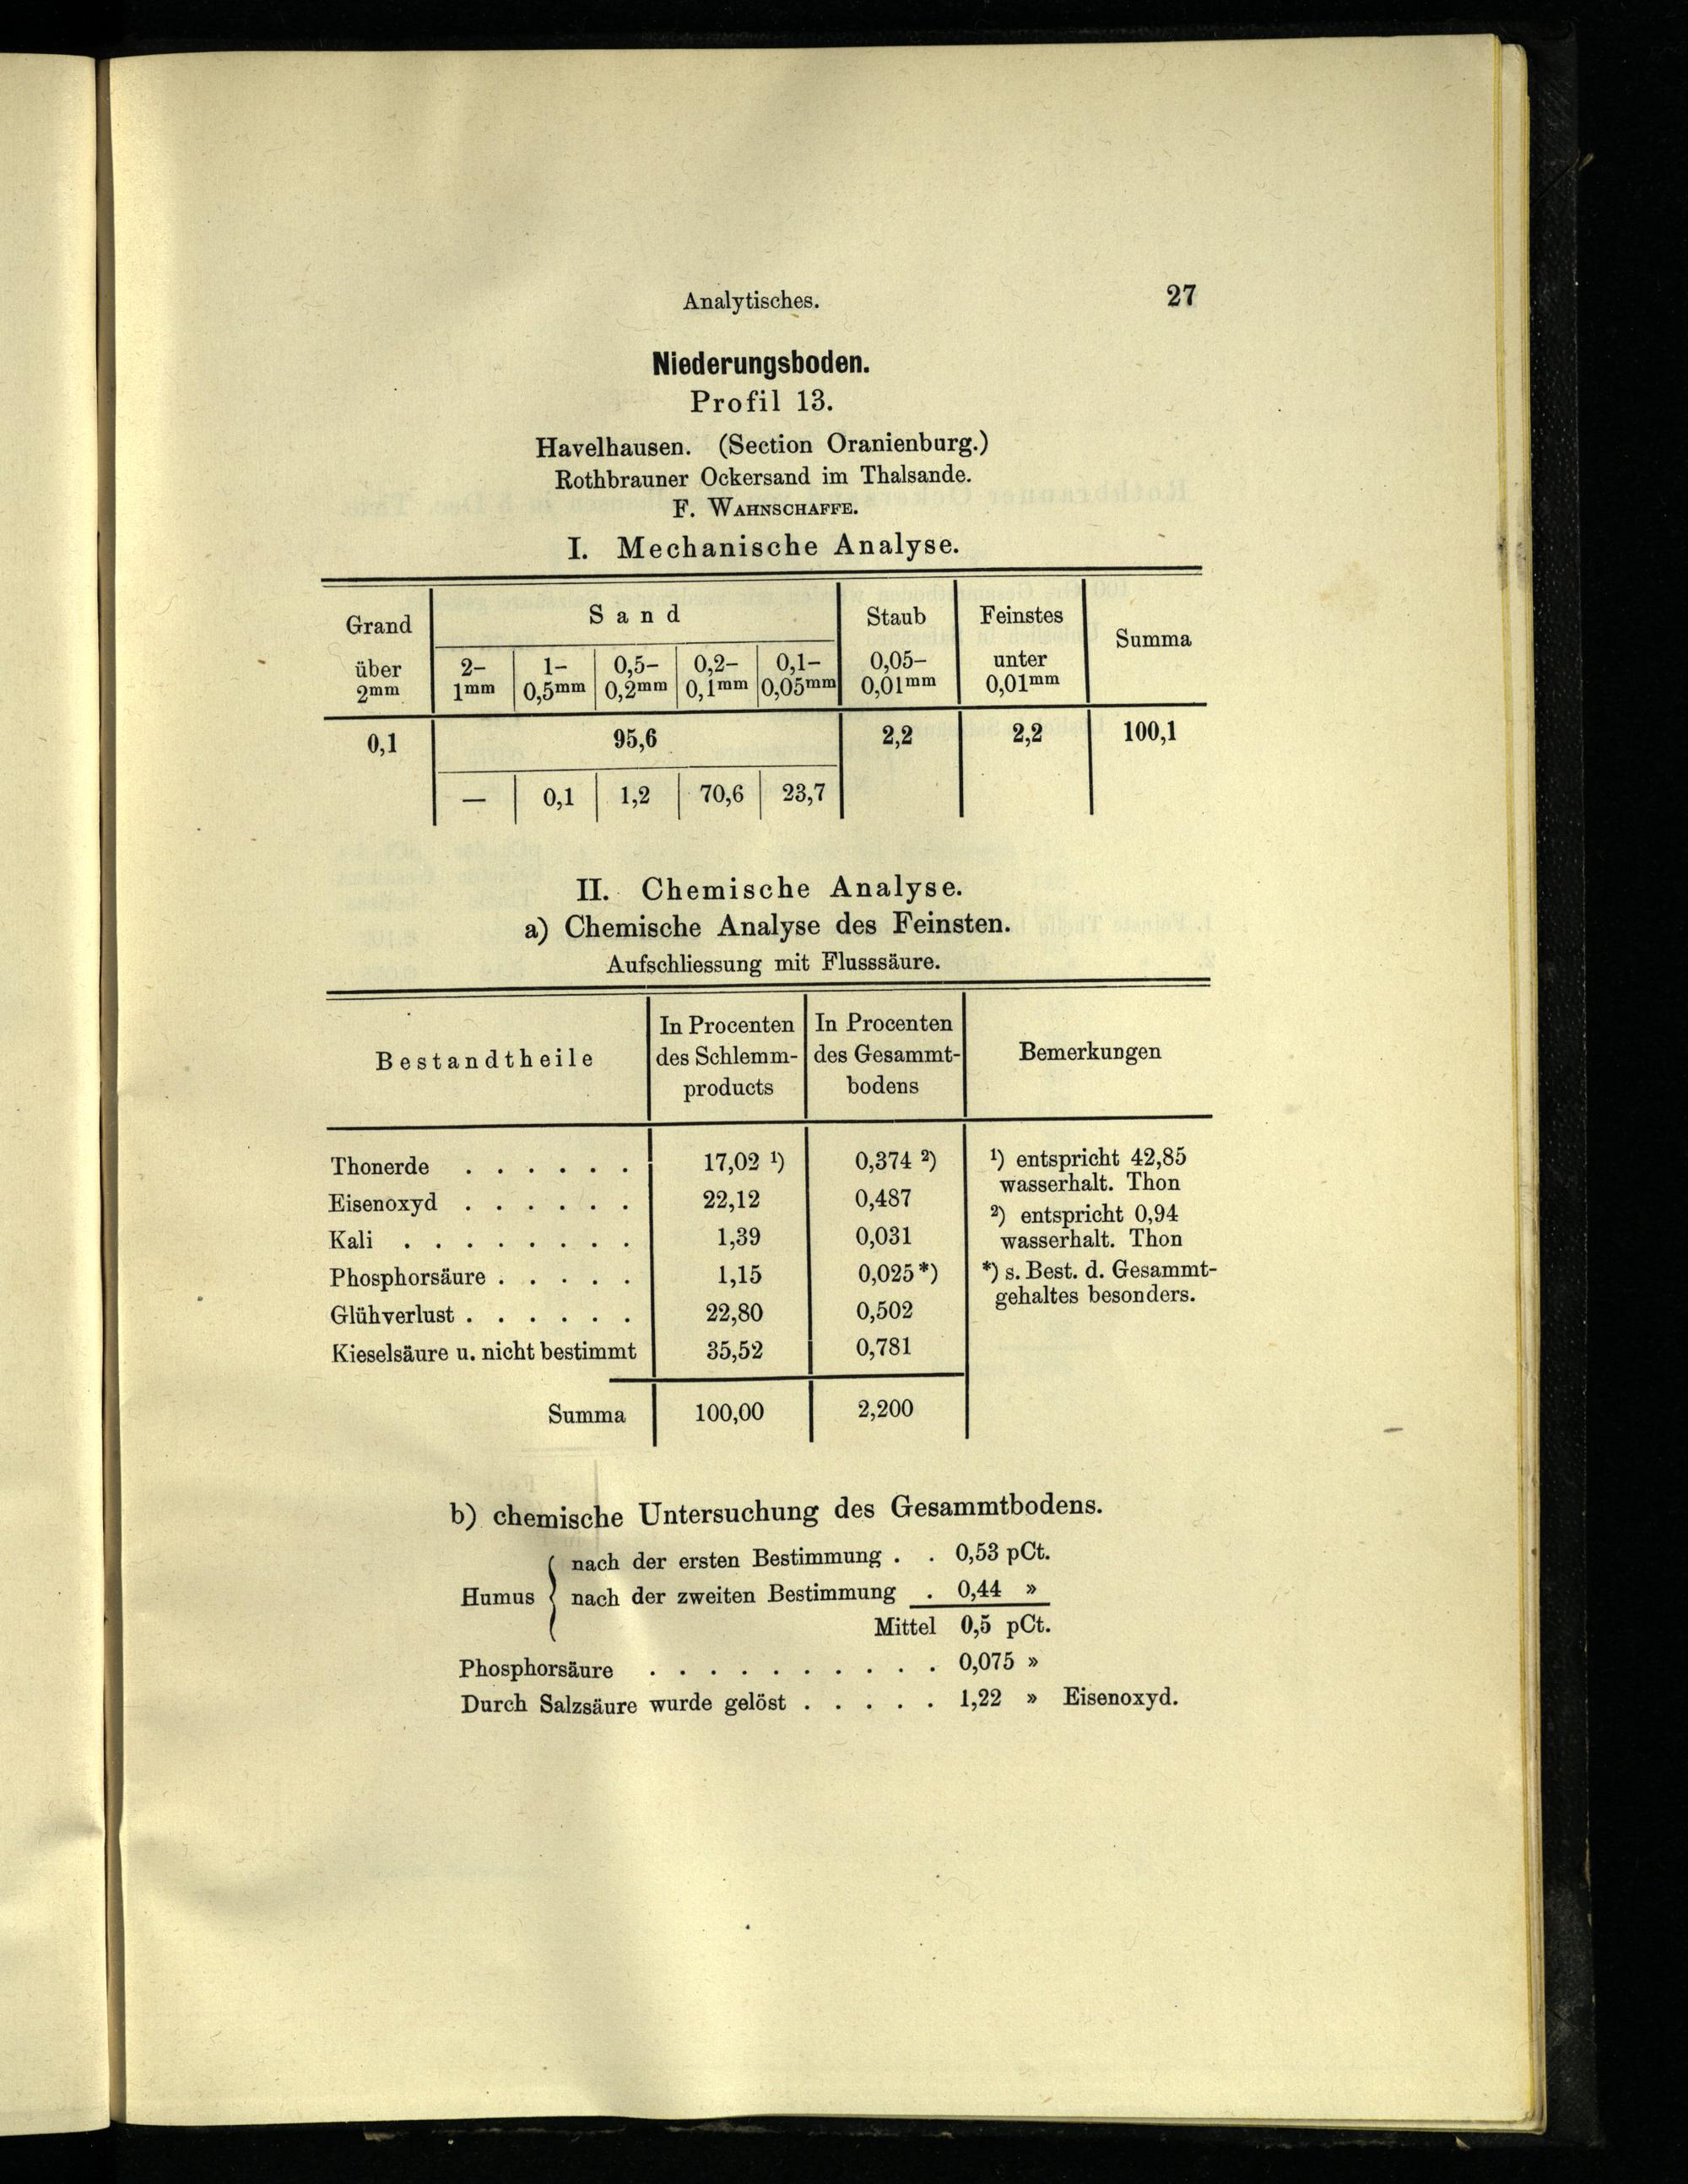 Analytisches. 27
Niederungsboden.
Profil 13.
Havelhausen. (Section Oranienburg.)
Rothbrauner Ockersand im Thalsande.
F. WAHNSCHAFFE.
I. Mechanische Analyse.
Grand Sand Staub Feinstes Summa
über 2- 1- 0,5- 0,2- 0,1- 0,05- unter
2mm 1mm 0,5mm 0,2mm 0,1mm 0,05mm 0,01mm 0,01mm
0,1 95,6 2,2 2,2 100,1
— 0,1 1,2 70,6 23,7
II. Chemische Analyse.
a) Chemische Analyse des Feinsten.
Aufschliessung mit Flusssäure.
Bestandtheile In Procenten In Procenten Bemerkungen
des Schlemm- des Gesammt-
products bodens
Thonerde . . . . . . 17,02 ¹) 0,374 ²) ¹) entspricht 42,85
wasserhalt. Thon
Eisenoxyd . . . . . . 22,12 0,487 ²) entspricht 0,94
Kali . . . . . . . . 1,39 0,031 wasserhalt. Thon
Phosphorsäure . . . . . 1,15 0,025 *) *) s. Best. d. Gesammt-
gehaltes besonders.
Glühverlust . . . . . . 22,80 0,502
Kieselsäure u. nicht bestimmt 35,52 0,781
Summa 100,00 2,200
b) chemische Untersuchung des Gesammtbodens.
nach der ersten Bestimmung . . 0,53 pCt.
Humus { nach der zweiten Bestimmung . 0,44 »
Mittel 0,5 pCt.
Phosphorsäure . . . . . . . . . . 0,075 »
Durch Salzsäure wurde gelöst . . . . . 1,22 » Eisenoxyd.